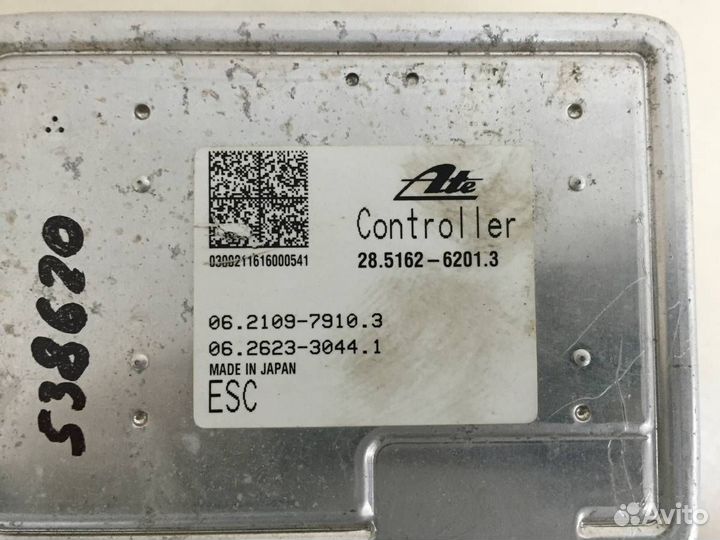 538620
Ate
Controller
0300211616000541
28.5162-6201.3
06.2109-7910.3
06.2623-3044.1
MADE IN JAPAN
ESC
Avito